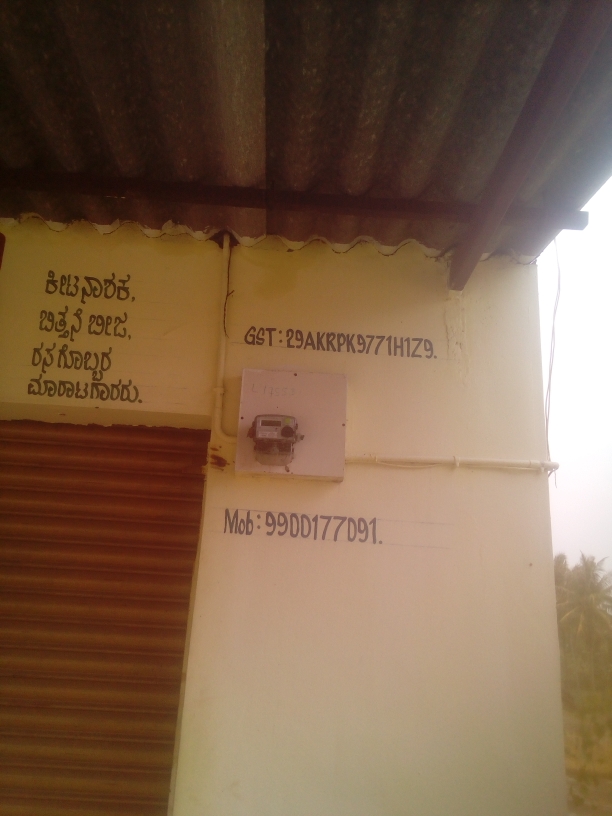 ಕೀಟನಾಶಕ,
ಬಿತ್ತನೆ ಬೀಜ,
ರಸಗೊಬ್ಬರ
ಮಾರಾಟಗಾರರು.
GST : 29AKRPK9771H1Z9.
Mob : 9900177091.